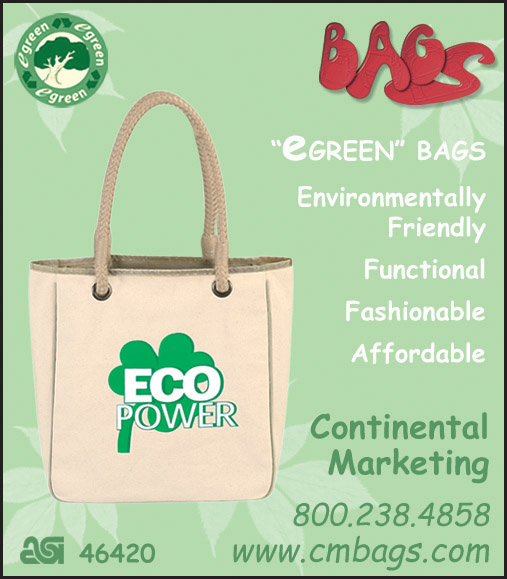 egreen egreen egreen
BAGS
"eGREEN" BAGS
Environmentally
Friendly
Functional
Fashionable
Affordable
ECO
POWER
Continental
Marketing
800.238.4858
asi 46420
www.cmbags.com